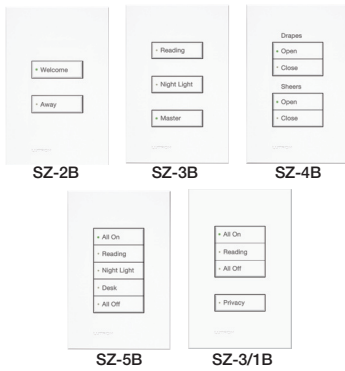 Welcome
Away
SZ-2B
Reading
Night Light
Master
SZ-3B
Drapes
Open
Close
Sheers
Open
Close
SZ-4B
All On
Reading
Night Light
Desk
All Off
SZ-5B
All On
Reading
All Off
Privacy
SZ-3/1B